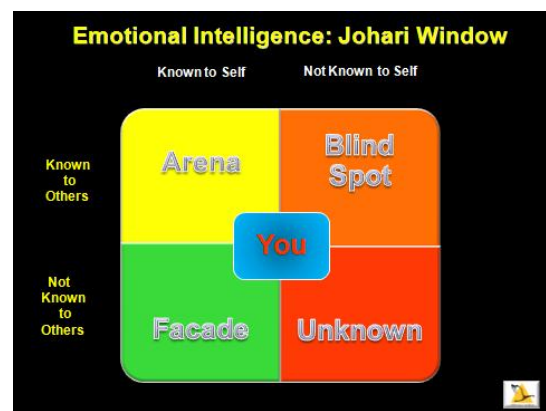 Emotional Intelligence: Johari Window
Known to Self
Not Known to Self
Known
to
Others
Arena
Blind
Spot
You
Not
Known
to
Others
Facade
Unknown